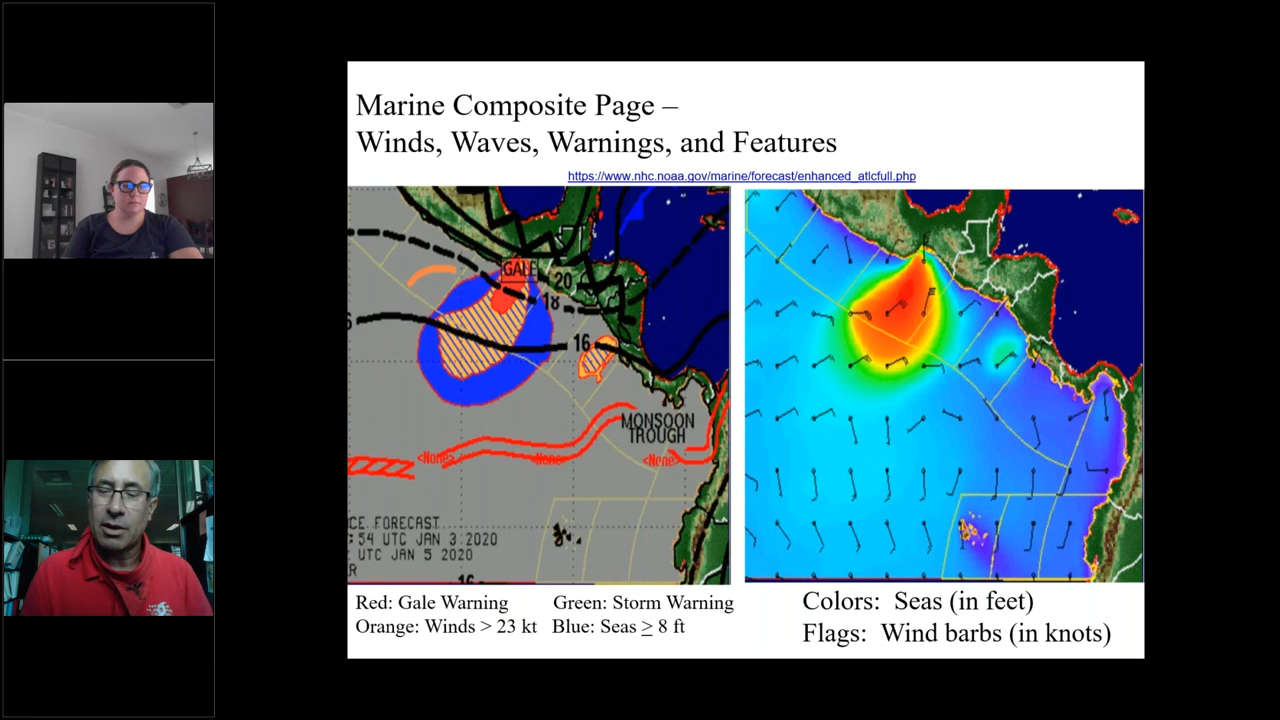 Marine Composite Page –
Winds, Waves, Warnings, and Features
https://www.nhc.noaa.gov/marine/forecast/enhanced_atlcfull.php
GALE
20
18
16
MONSOON
TROUGH
<None>
<None>
<None>
CE FORECAST
:54 UTC JAN 3 2020
UTC JAN 5 2020
R
16
Red: Gale Warning
Green: Storm Warning
Orange: Winds > 23 kt
Blue: Seas ≥ 8 ft
Colors: Seas (in feet)
Flags: Wind barbs (in knots)